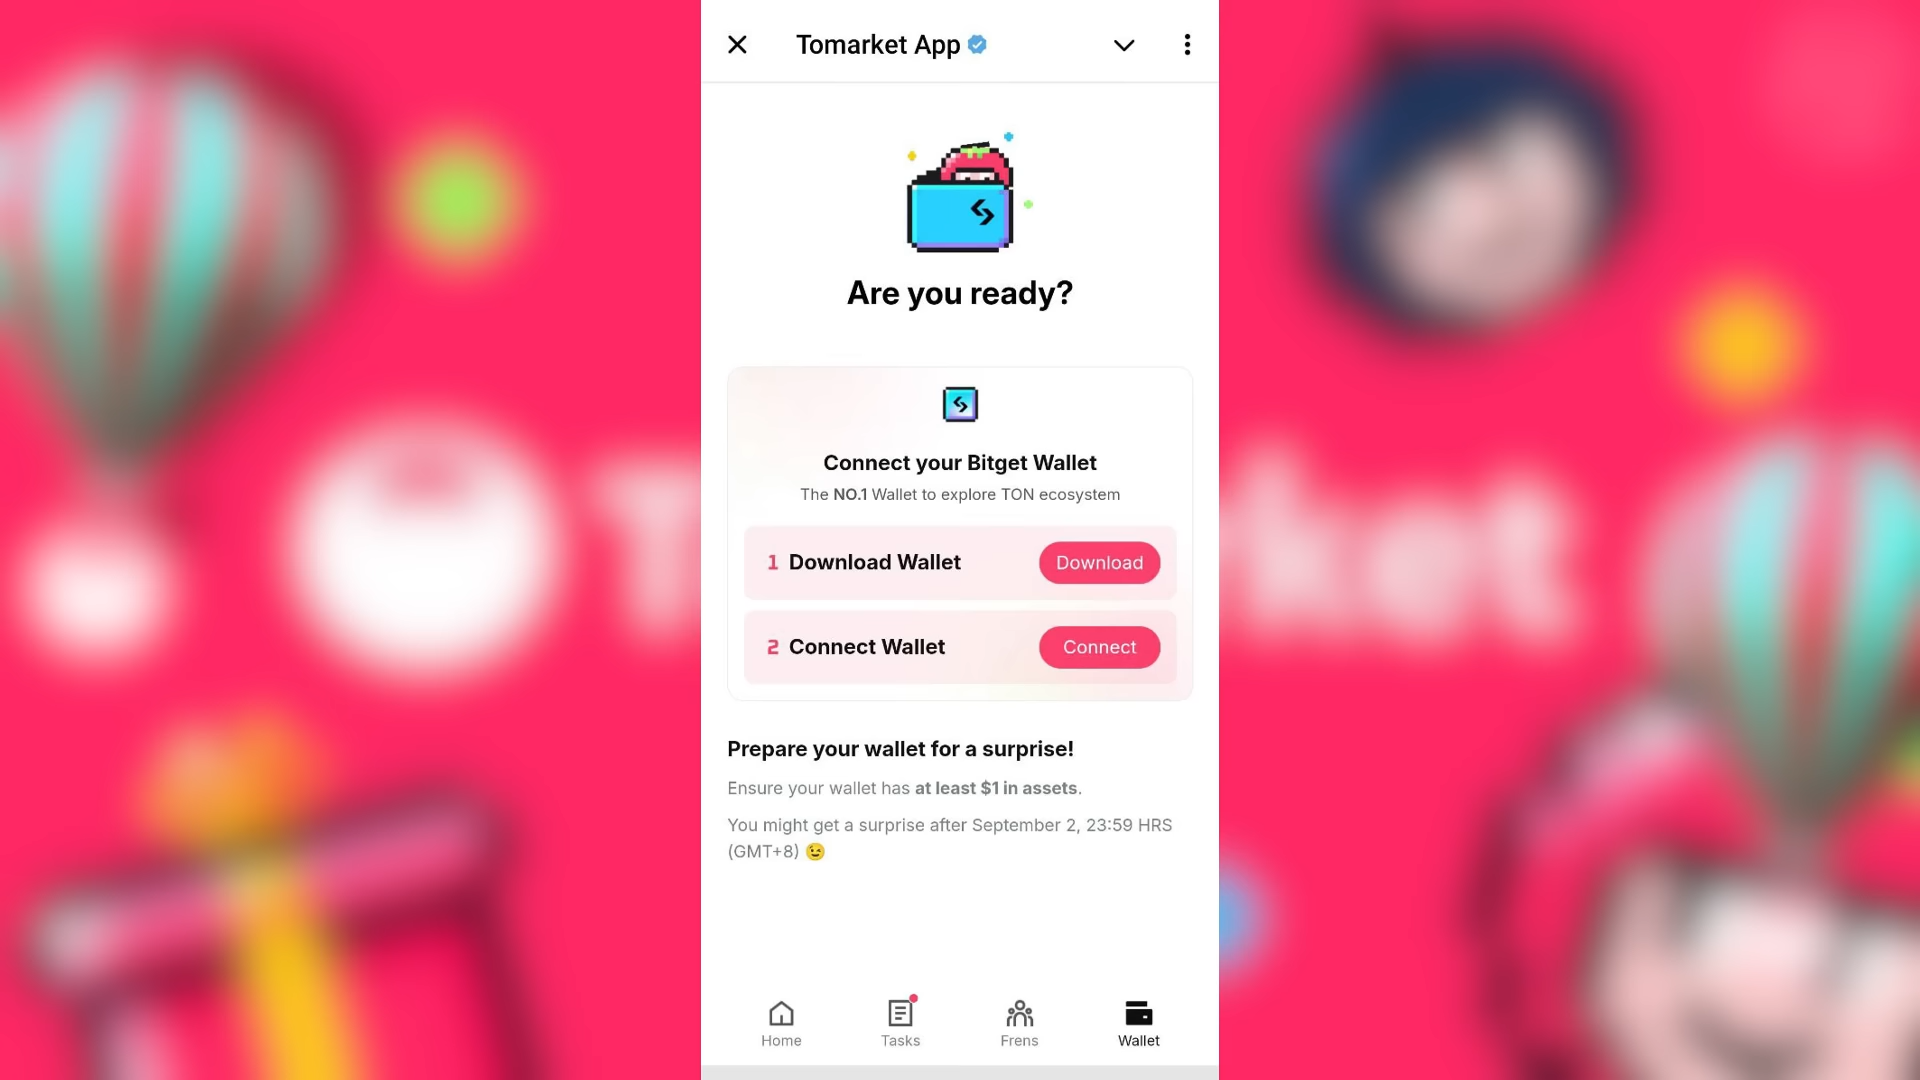 Tomarket App
Are you ready?
Connect your Bitget Wallet
The NO.1 Wallet to explore TON ecosystem
1 Download Wallet Download
2 Connect Wallet Connect
Prepare your wallet for a surprise!
Ensure your wallet has at least $1 in assets.
You might get a surprise after September 2, 23:59 HRS
(GMT+8) 😉
Home Tasks Frens Wallet